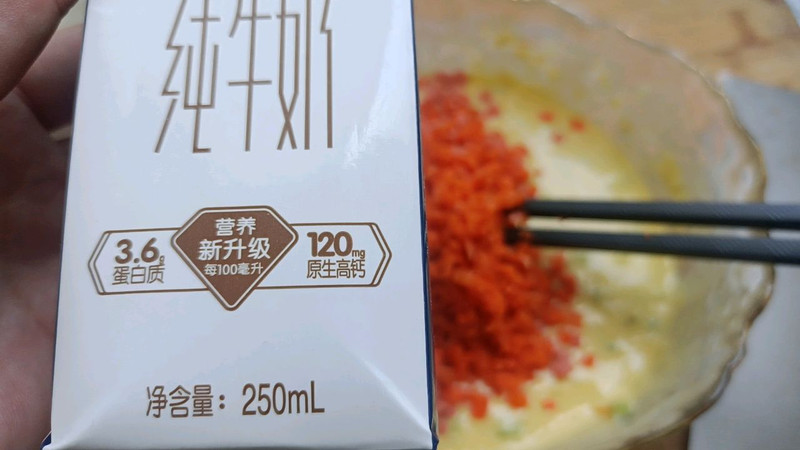 纯牛奶
营养
新升级
每100毫升
3.6g
蛋白质
120mg
原生高钙
净含量：250mL